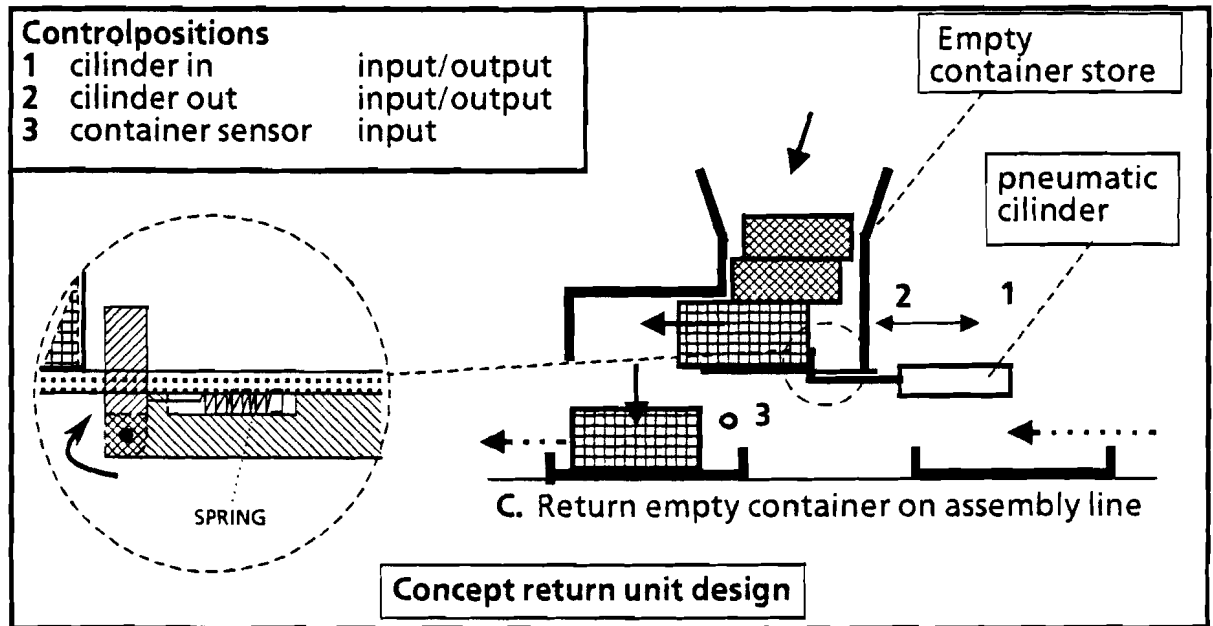 Controlpositions
1 cilinder in input/output
2 cilinder out input/output
3 container sensor input
Empty
container store
pneumatic
cilinder
2 1
3
SPRING
C. Return empty container on assembly line
Concept return unit design